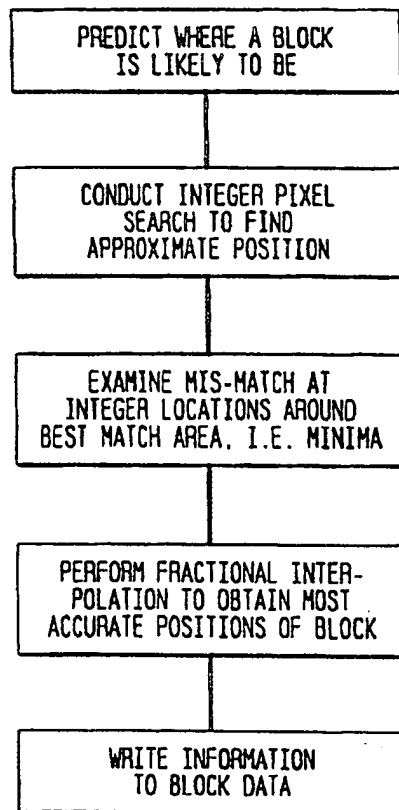 PREDICT WHERE A BLOCK
IS LIKELY TO BE
CONDUCT INTEGER PIXEL
SEARCH TO FIND
APPROXIMATE POSITION
EXAMINE MIS-MATCH AT
INTEGER LOCATIONS AROUND
BEST MATCH AREA, I.E. MINIMA
PERFORM FRACTIONAL INTER-
POLATION TO OBTAIN MOST
ACCURATE POSITIONS OF BLOCK
WRITE INFORMATION
TO BLOCK DATA